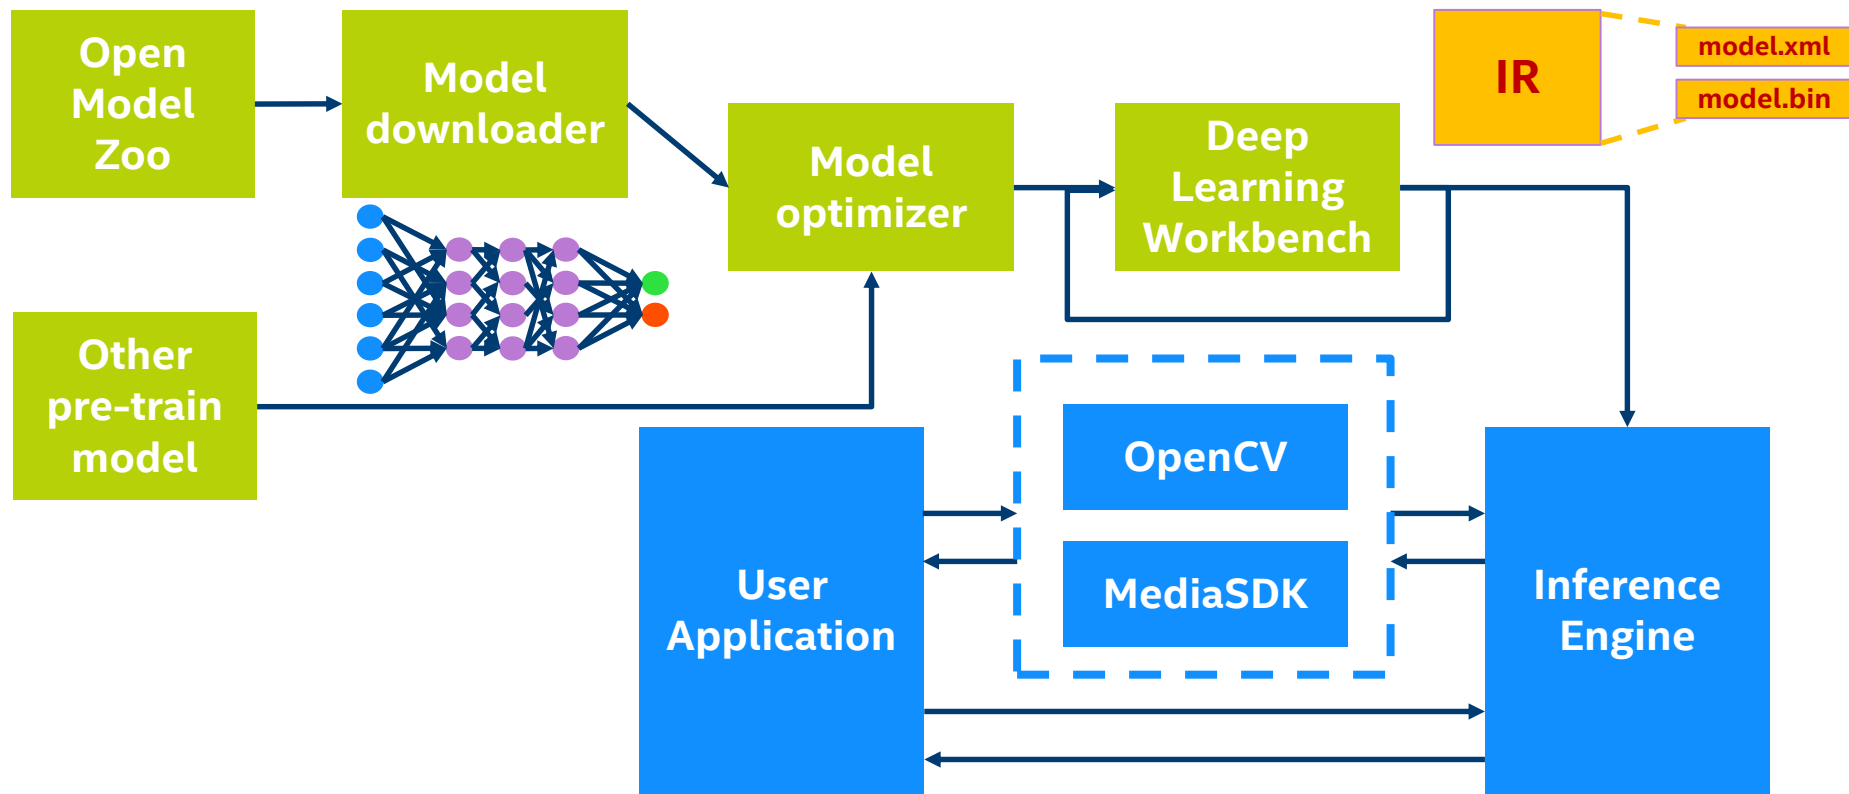 Open
Model
Zoo
Model
downloader
Model
optimizer
Deep
Learning
Workbench
IR
model.xml
model.bin
Other
pre-train
model
User
Application
OpenCV
MediaSDK
Inference
Engine